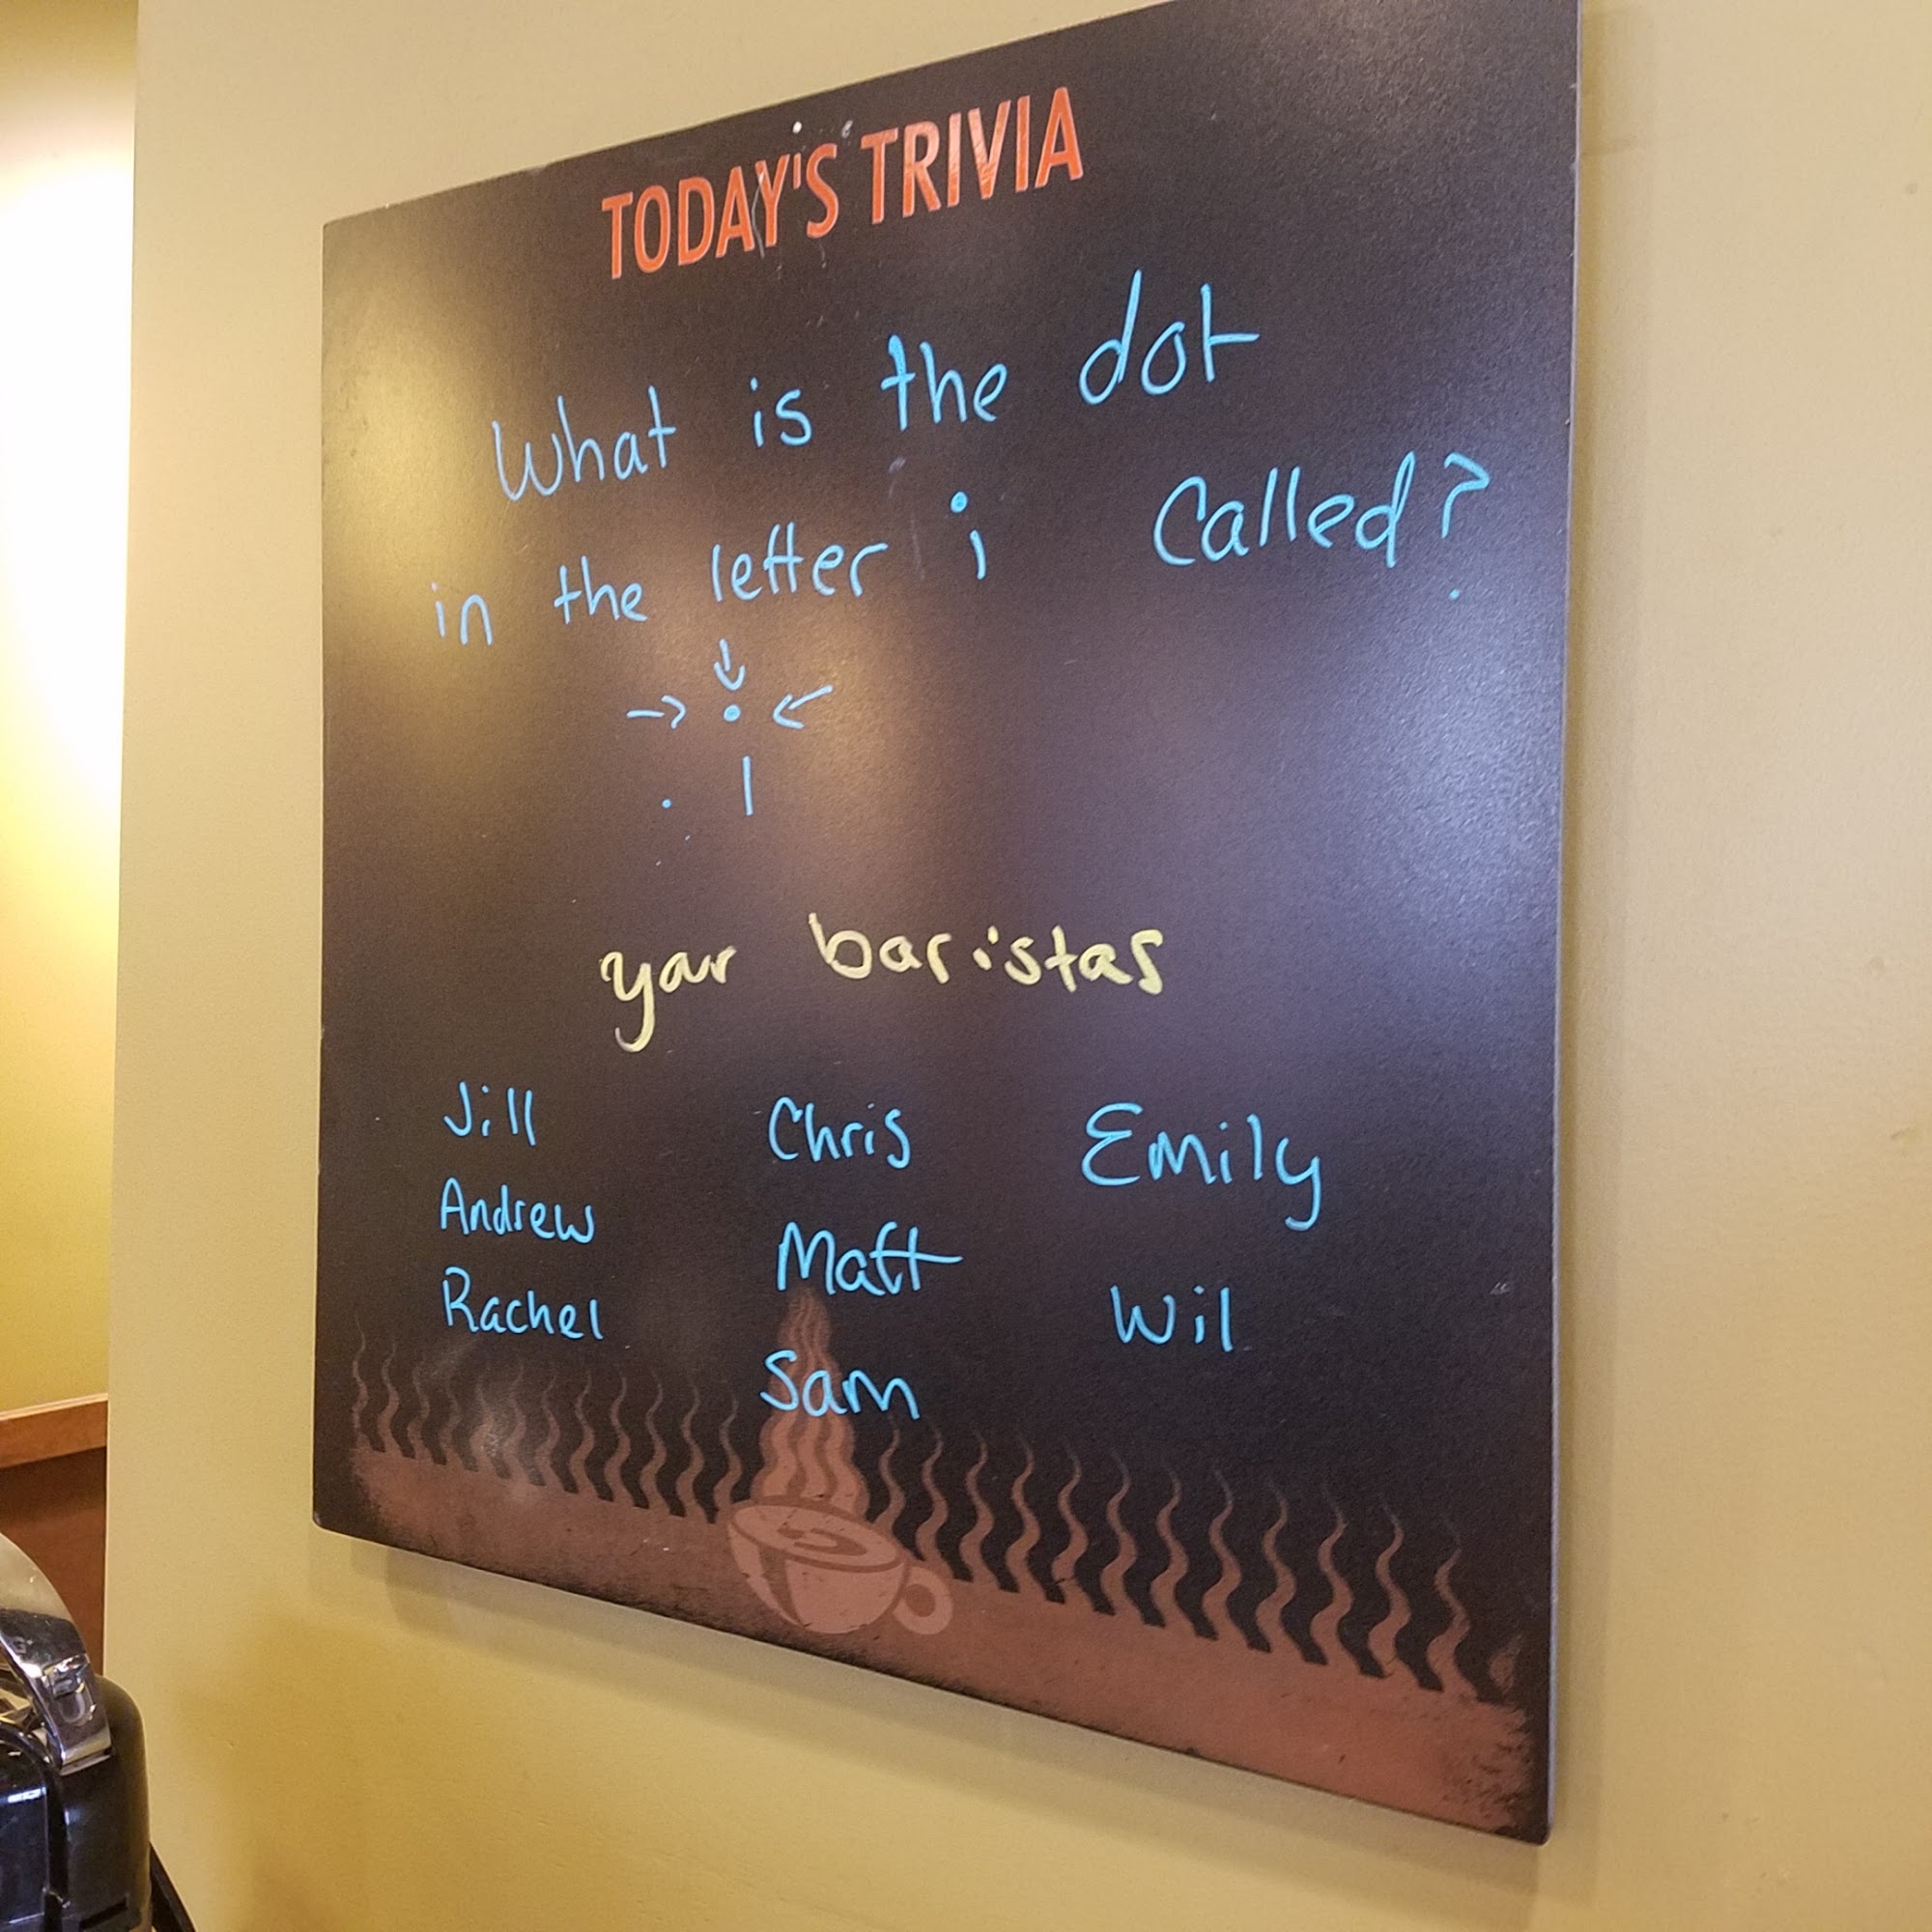 TODAY'S TRIVIA
What is the dot
in the letter i called?
i
your baristas
Jill
Andrew
Rachel
Chris
Matt
Sam
Emily
Wil